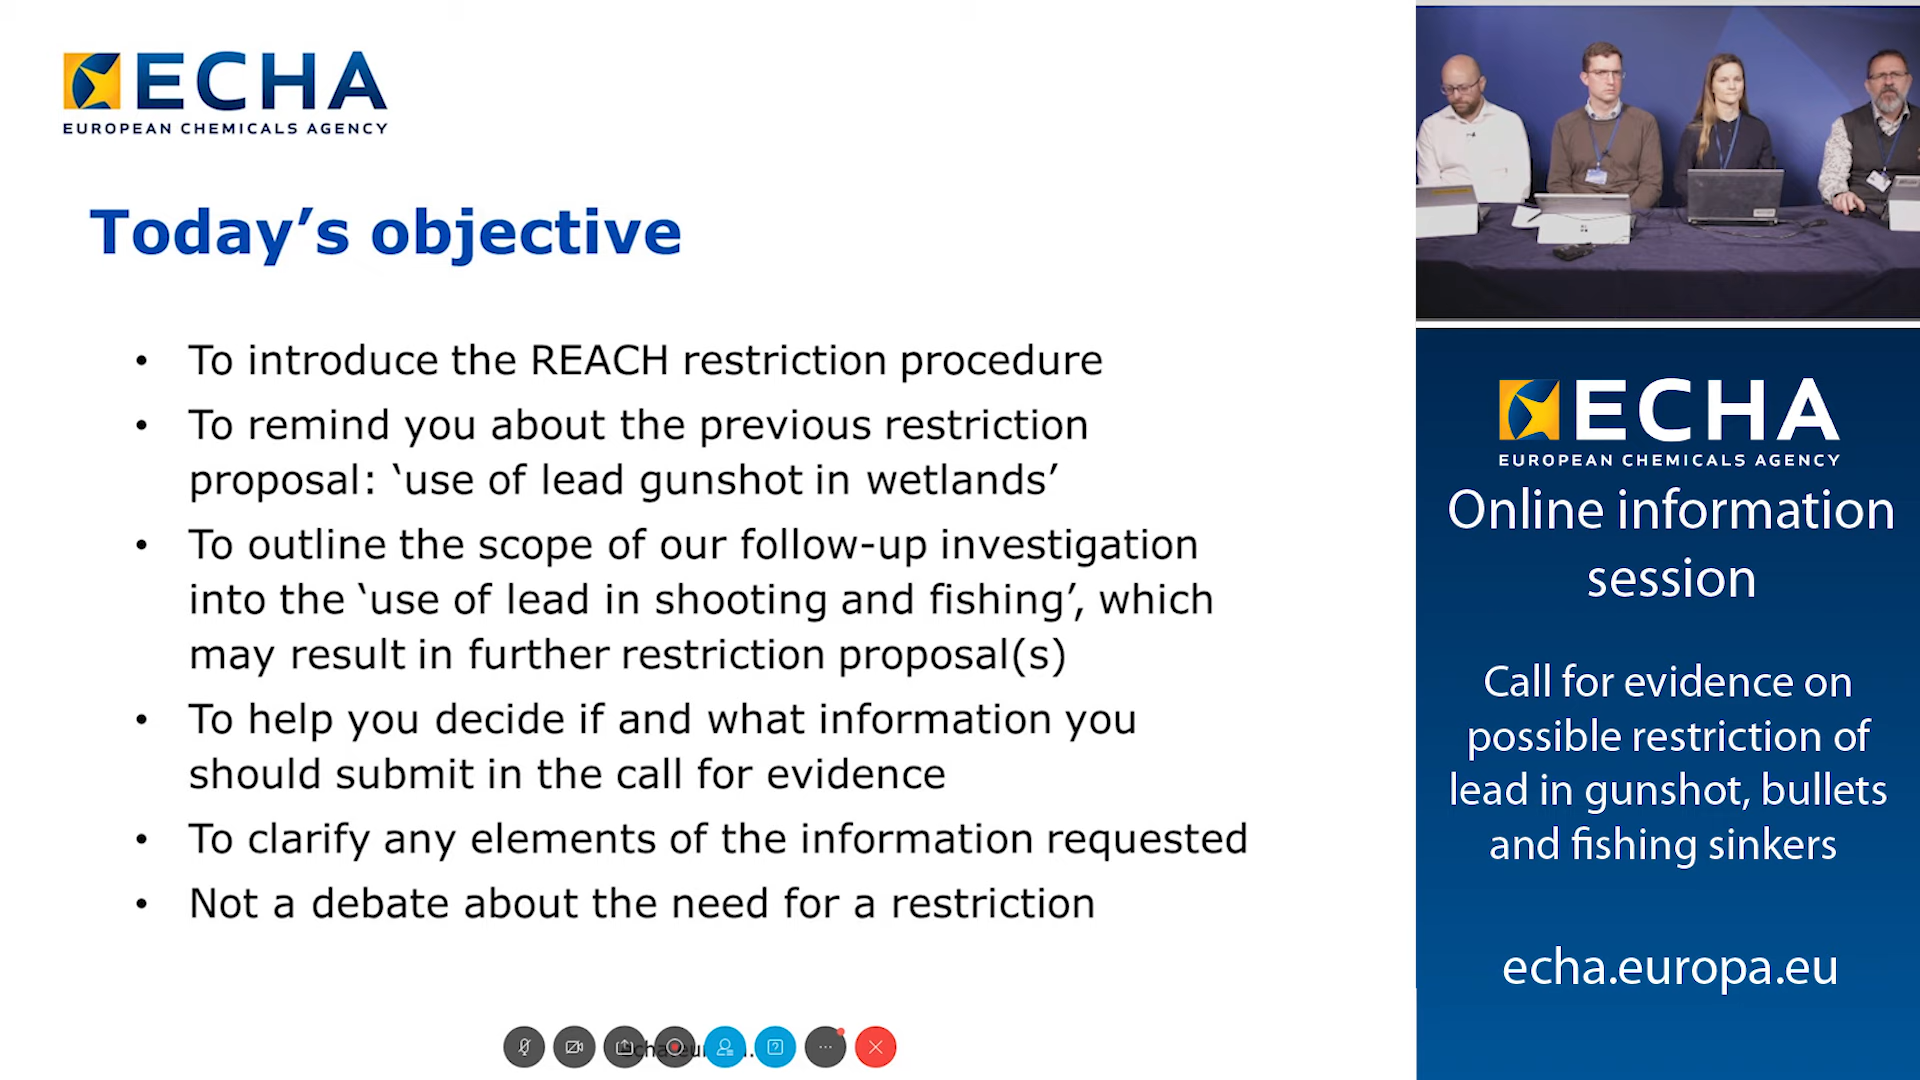 ECHA
EUROPEAN CHEMICALS AGENCY
Today’s objective
• To introduce the REACH restriction procedure
• To remind you about the previous restriction
proposal: ‘use of lead gunshot in wetlands’
• To outline the scope of our follow-up investigation
into the ‘use of lead in shooting and fishing’, which
may result in further restriction proposal(s)
• To help you decide if and what information you
should submit in the call for evidence
• To clarify any elements of the information requested
• Not a debate about the need for a restriction
ECHA
EUROPEAN CHEMICALS AGENCY
Online information
session
Call for evidence on
possible restriction of
lead in gunshot, bullets
and fishing sinkers
echa.europa.eu